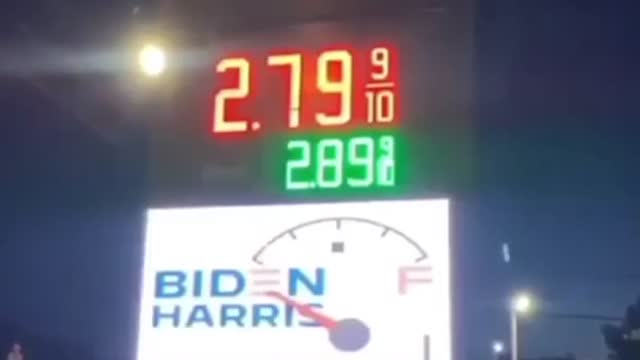 2.79 9/10
2.89 9/10
BIDEN F
HARRIS